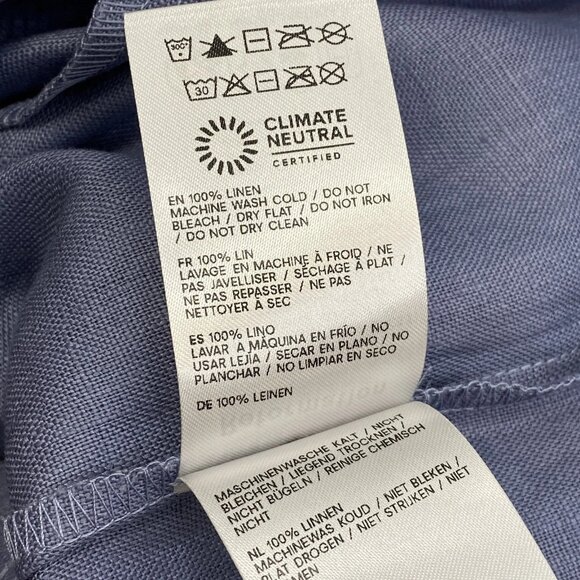 300°
30
CLIMATE
NEUTRAL
CERTIFIED
EN 100% LINEN
MACHINE WASH COLD / DO NOT
BLEACH / DRY FLAT / DO NOT IRON
/ DO NOT DRY CLEAN
FR 100% LIN
LAVAGE EN MACHINE À FROID / NE
PAS JAVELLISER / SÉCHAGE À PLAT /
NE PAS REPASSER / NE PAS
NETTOYER À SEC
ES 100% LINO
LAVAR A MÁQUINA EN FRÍO / NO
USAR LEJÍA / SECAR EN PLANO / NO
PLANCHAR / NO LIMPIAR EN SECO
DE 100% LEINEN
MASCHINENWÄSCHE KALT / NICHT
BLEICHEN / LIEGEND TROCKNEN /
NICHT BÜGELN / REINIGE CHEMISCH
NICHT
NL 100% LINNEN
MACHINEWAS KOUD / NIET BLEKEN /
PLAT DROGEN / NIET STRIJKEN / NIET